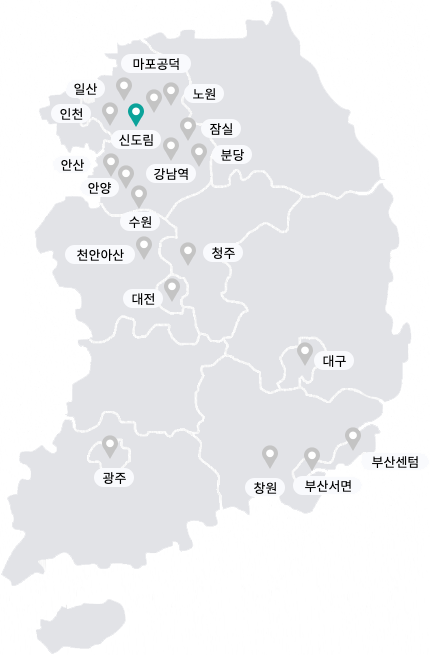 마포공덕
일산
노원
인천
잠실
신도림
분당
안산
강남역
안양
수원
천안아산
청주
대전
대구
부산센텀
광주
창원
부산서면